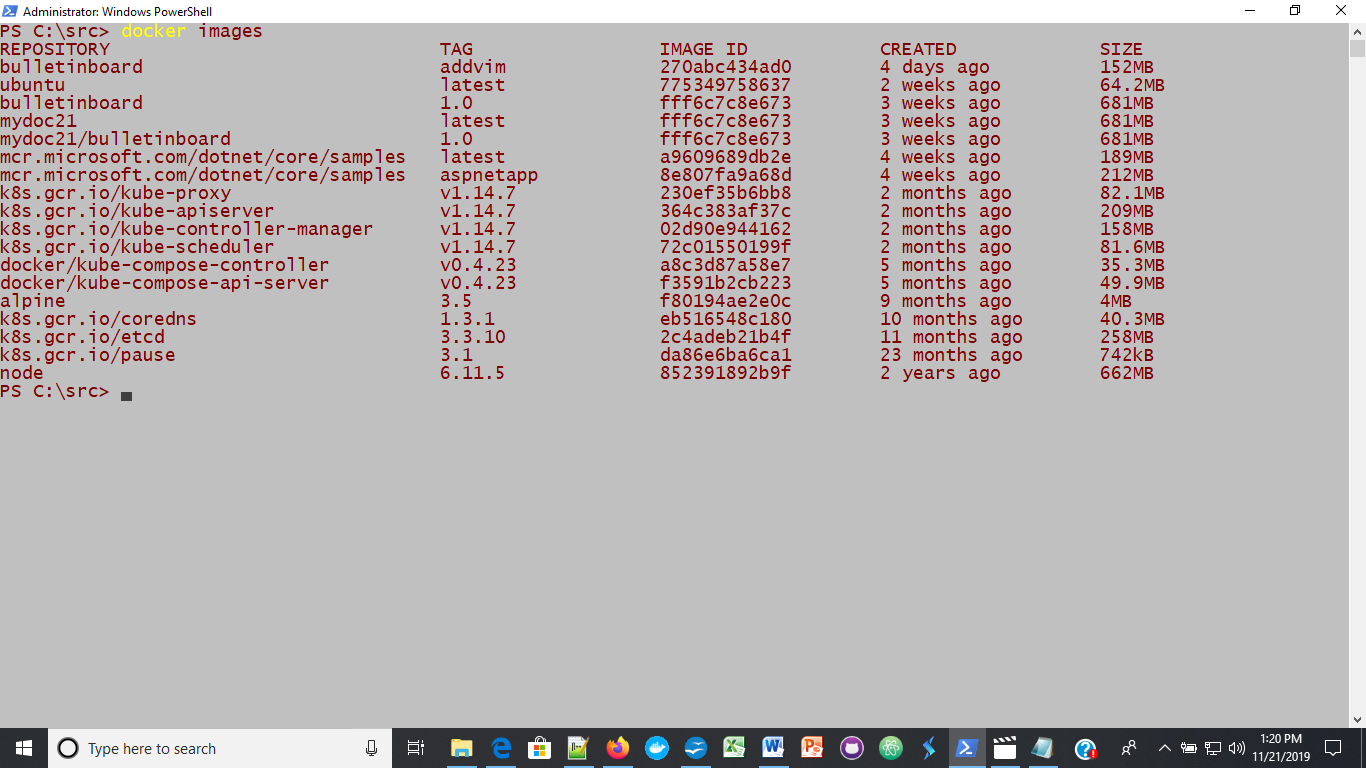 Administrator: Windows PowerShell
PS C:\src> docker images
REPOSITORY TAG IMAGE ID CREATED SIZE
bulletinboard addvim 270abc434ad0 4 days ago 152MB
ubuntu latest 775349758637 2 weeks ago 64.2MB
bulletinboard 1.0 fff6c7c8e673 3 weeks ago 681MB
mydoc21 latest fff6c7c8e673 3 weeks ago 681MB
mydoc21/bulletinboard 1.0 fff6c7c8e673 3 weeks ago 681MB
mcr.microsoft.com/dotnet/core/samples latest a9609689db2e 4 weeks ago 189MB
mcr.microsoft.com/dotnet/core/samples aspnetapp 8e807fa9a68d 4 weeks ago 212MB
k8s.gcr.io/kube-proxy v1.14.7 230ef35b6bb8 2 months ago 82.1MB
k8s.gcr.io/kube-apiserver v1.14.7 364c383af37c 2 months ago 209MB
k8s.gcr.io/kube-controller-manager v1.14.7 02d90e944162 2 months ago 158MB
k8s.gcr.io/kube-scheduler v1.14.7 72c01550199f 2 months ago 81.6MB
docker/kube-compose-controller v0.4.23 a8c3d87a58e7 5 months ago 35.3MB
docker/kube-compose-api-server v0.4.23 f3591b2cb223 5 months ago 49.9MB
alpine 3.5 f80194ae2e0c 9 months ago 4MB
k8s.gcr.io/coredns 1.3.1 eb516548c180 10 months ago 40.3MB
k8s.gcr.io/etcd 3.3.10 2c4adeb21b4f 11 months ago 258MB
k8s.gcr.io/pause 3.1 da86e6ba6ca1 23 months ago 742kB
node 6.11.5 852391892b9f 2 years ago 662MB
PS C:\src>
Type here to search
1:20 PM
11/21/2019